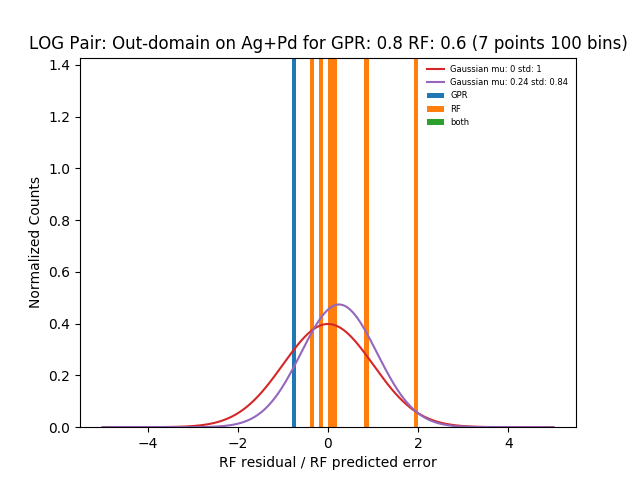 LOG Pair: Out-domain on Ag+Pd for GPR: 0.8 RF: 0.6 (7 points 100 bins)
Gaussian mu: 0 std: 1
Gaussian mu: 0.24 std: 0.84
GPR
RF
both
Normalized Counts
1.4
1.2
1.0
0.8
0.6
0.4
0.2
0.0
−4 −2 0 2 4
RF residual / RF predicted error